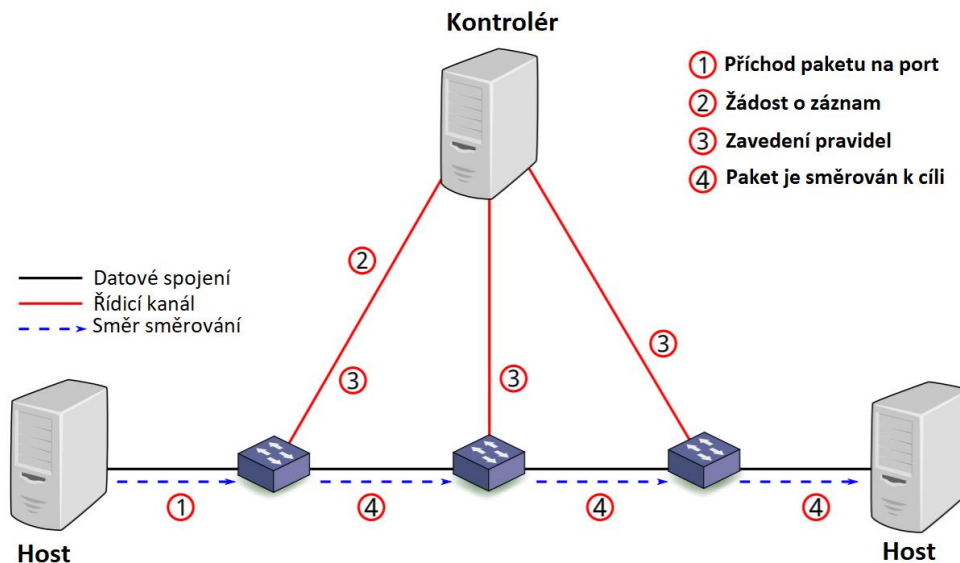 Kontrolér
① Příchod paketu na port
② Žádost o záznam
③ Zavedení pravidel
④ Paket je směrován k cíli
②
Datové spojení
Řídicí kanál
Směr směrování
③
③
③
①
④
④
④
Host
Host